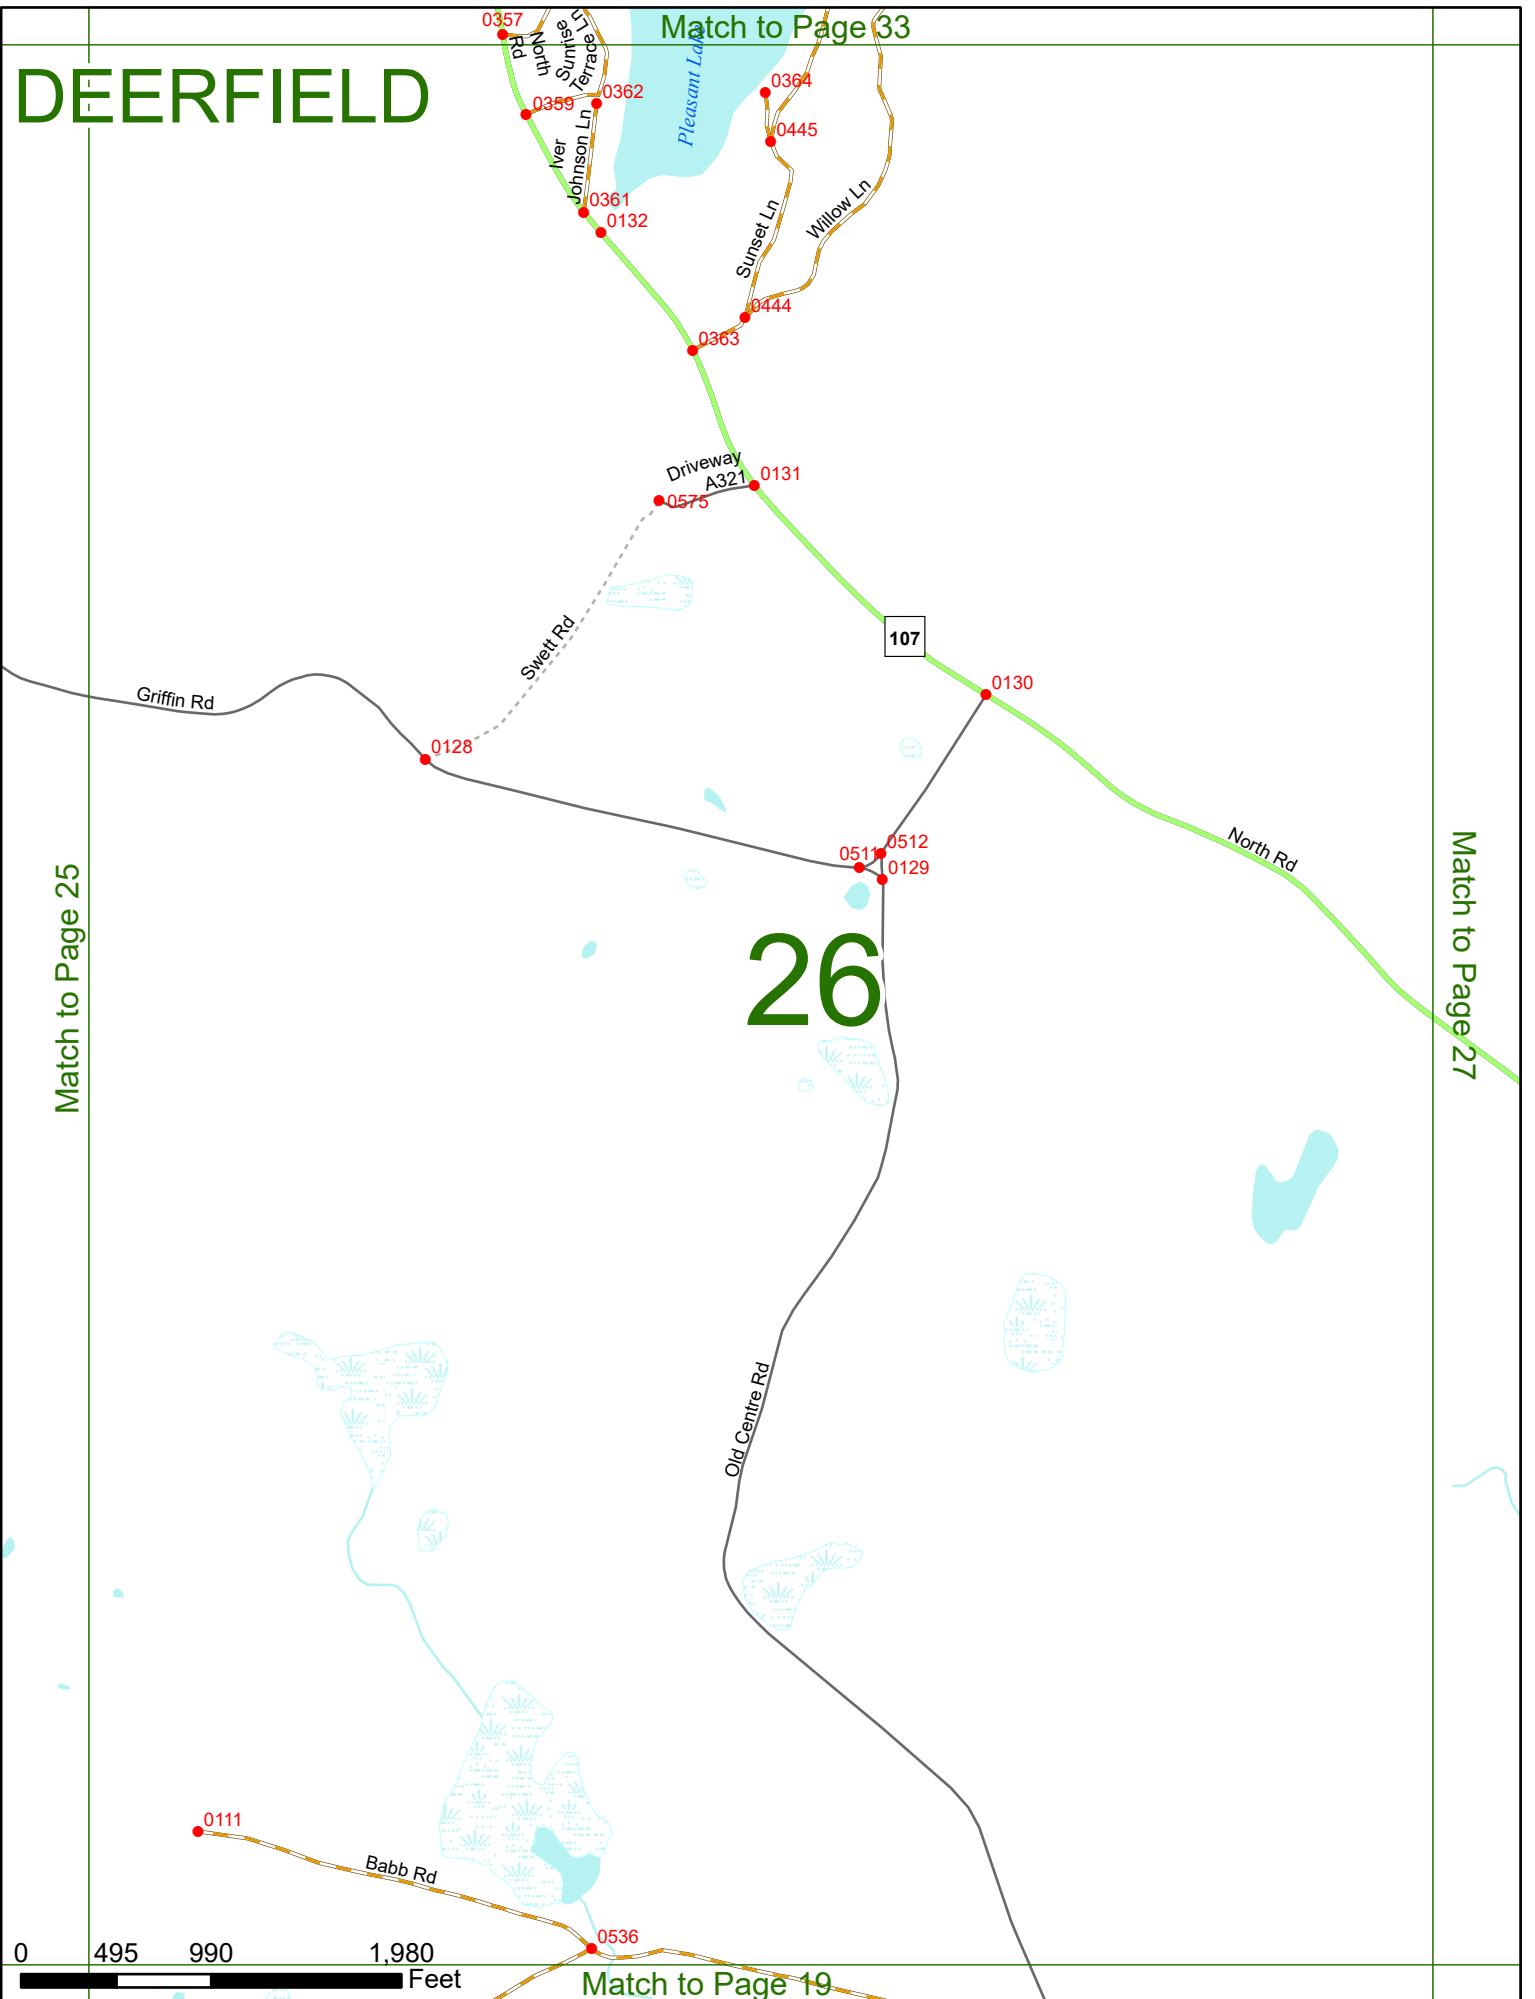 Match to Page 33
DEERFIELD
0357
Rd
North
Sunrise
Terrace Ln
Ln
Pleasant Lake
0364
0362
0359
0445
Iver
Johnson Ln
0361
0132
Sunset Ln
Willow Ln
0444
0363
Driveway
A321
0131
0575
107
Swett Rd
Griffin Rd
0130
0128
0512
0511
0129
North Rd
Match to Page 25
Match to Page 27
26
Old Centre Rd
0111
Babb Rd
0536
0 495 990 1,980
Feet
Match to Page 19